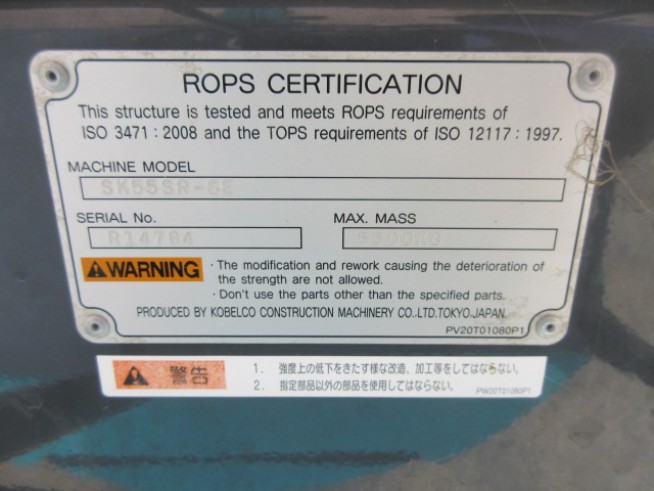 ROPS CERTIFICATION
This structure is tested and meets ROPS requirements of
ISO 3471 : 2008 and the TOPS requirements of ISO 12117 : 1997.
MACHINE MODEL
SK55SR-6E
SERIAL No.
MAX. MASS
5500KG
WARNING
· The modification and rework causing the deterioration of
the strength are not allowed.
· Don't use the parts other than the specified parts.
PRODUCED BY KOBELCO CONSTRUCTION MACHINERY CO.,LTD.TOKYO.JAPAN.
PV20T01080P1
警告
1. 強度上の低下をきたす様な改造、加工等をしてはならない。
2. 指定部品以外の部品を使用してはならない。
PW20T01080P1